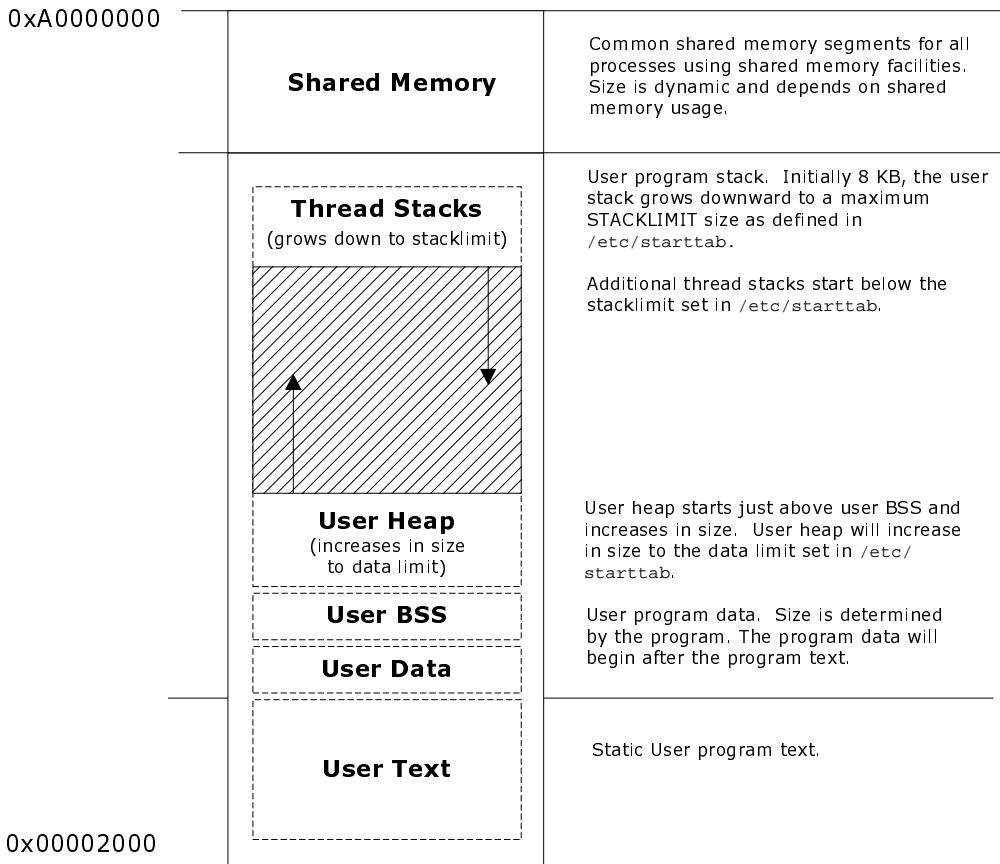 0xA0000000
Shared Memory
Common shared memory segments for all
processes using shared memory facilities.
Size is dynamic and depends on shared
memory usage.
Thread Stacks
(grows down to stacklimit)
User program stack. Initially 8 KB, the user
stack grows downward to a maximum
STACKLIMIT size as defined in
/etc/starttab.
Additional thread stacks start below the
stacklimit set in /etc/starttab.
User Heap
(increases in size
to data limit)
User heap starts just above user BSS and
increases in size. User heap will increase
in size to the data limit set in /etc/
starttab.
User BSS
User Data
User program data. Size is determined
by the program. The program data will
begin after the program text.
User Text
Static User program text.
0x00002000